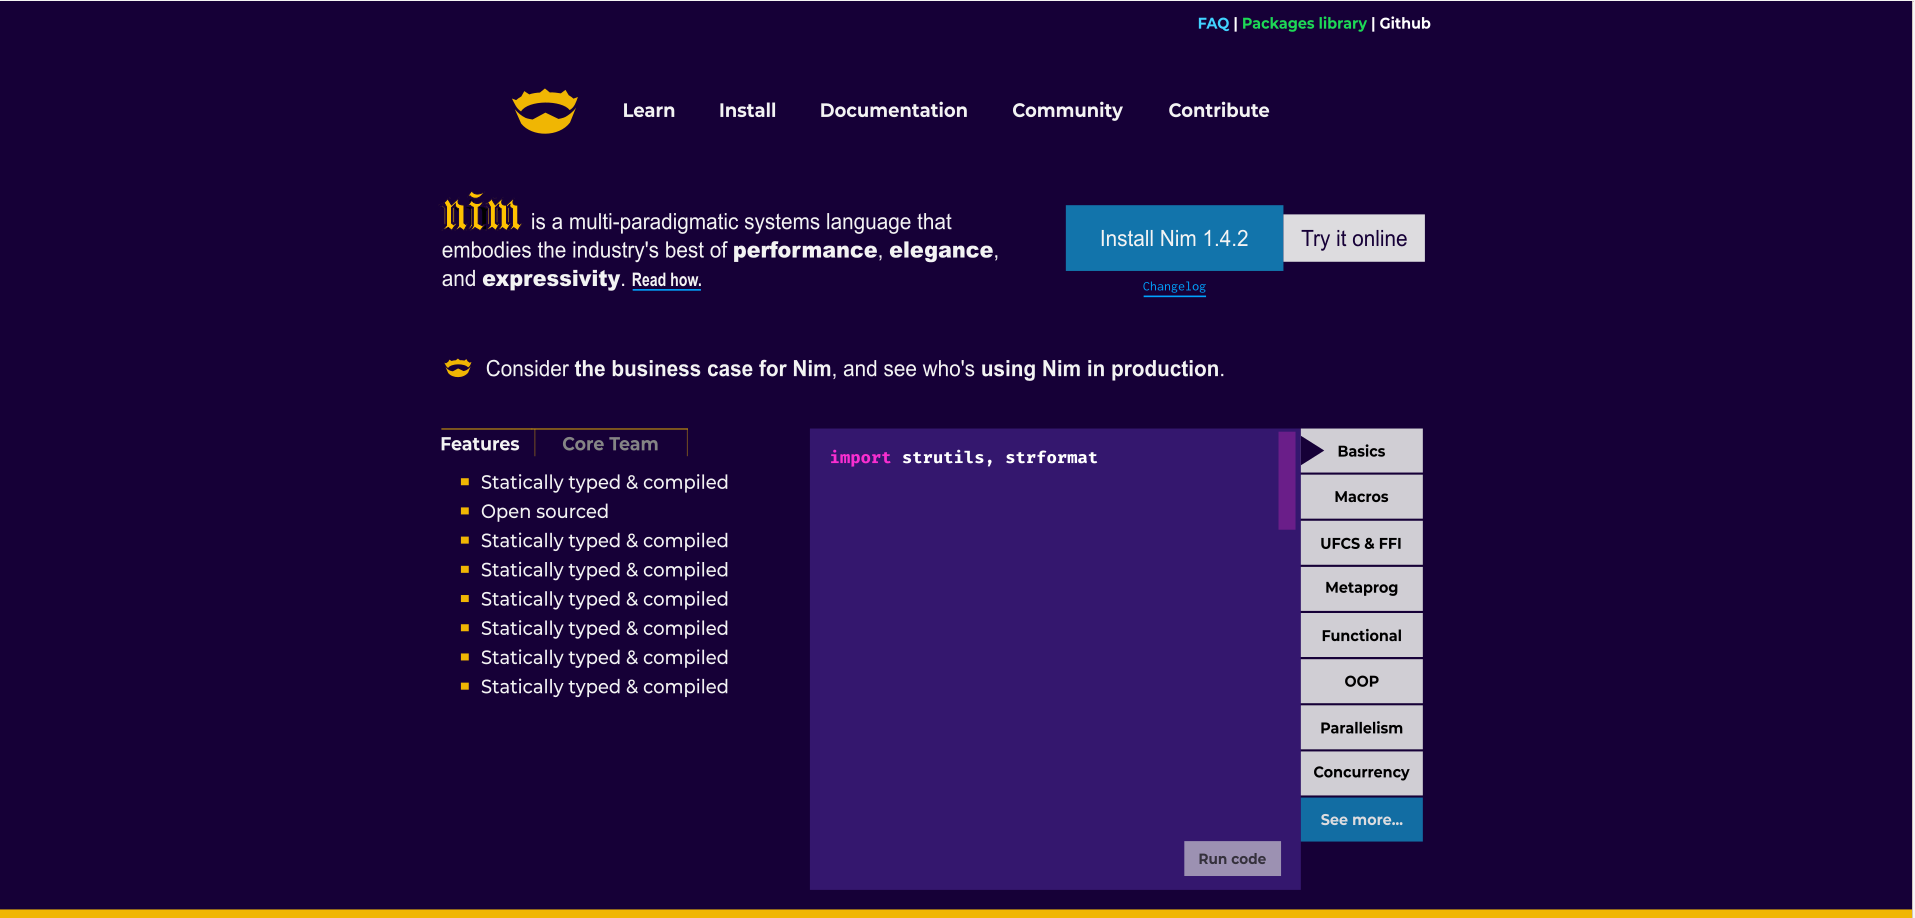 FAQ | Packages library | Github
Learn Install Documentation Community Contribute
nim is a multi-paradigmatic systems language that
embodies the industry's best of performance, elegance,
and expressivity. Read how.
Install Nim 1.4.2
Try it online
Changelog
Consider the business case for Nim, and see who's using Nim in production.
Features
Core Team
Statically typed & compiled
Open sourced
Statically typed & compiled
Statically typed & compiled
Statically typed & compiled
Statically typed & compiled
Statically typed & compiled
Statically typed & compiled
import strutils, strformat
Run code
Basics
Macros
UFCS & FFI
Metaprog
Functional
OOP
Parallelism
Concurrency
See more...